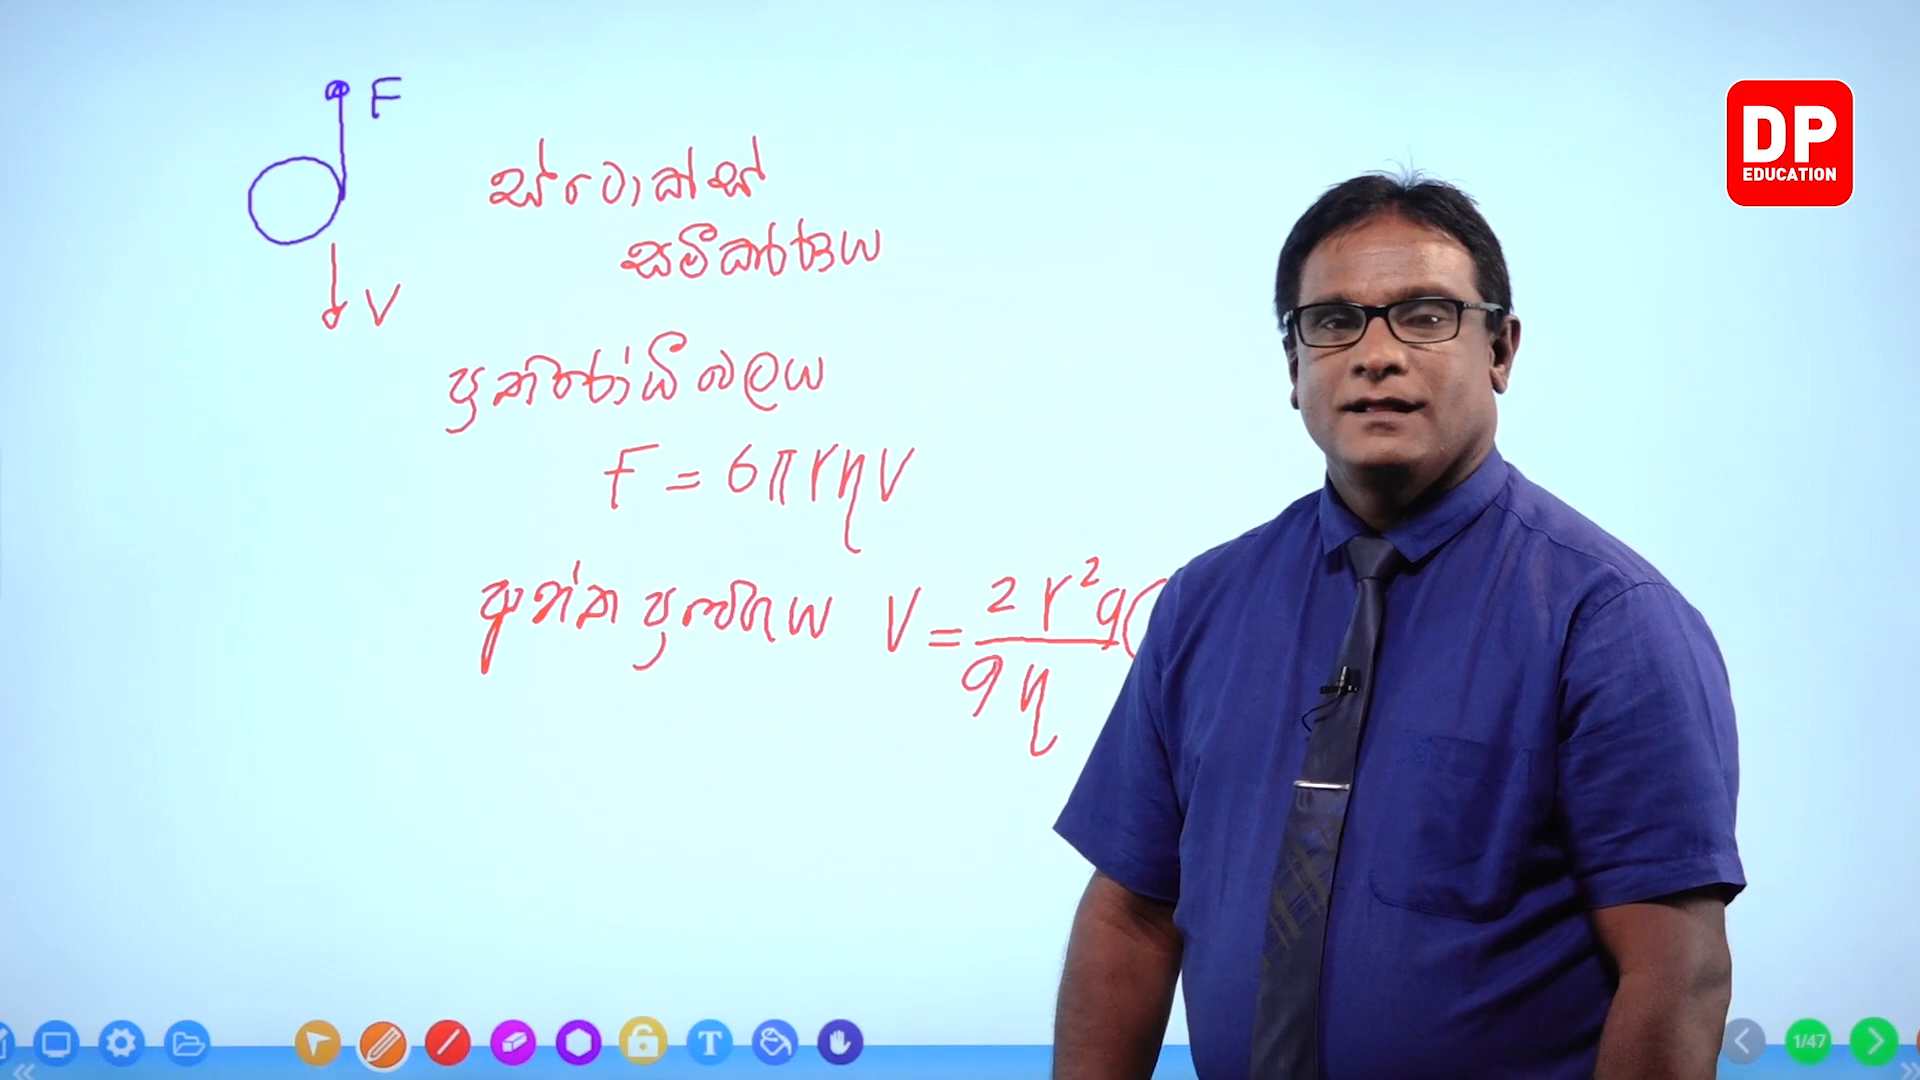 F
DP
EDUCATION
ස්ටොක්ස්
සමීකරණය
V
ප්‍රතිරෝධී බලය
F = 6πrηV
ආන්ත ප්‍රවේගය V = 2r²g(
9η
T
1/47